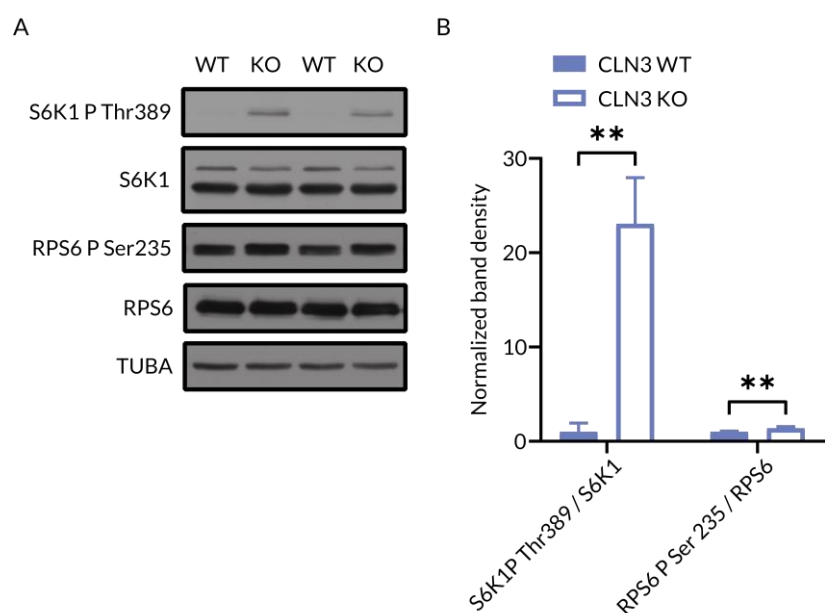 A
WT KO WT KO
S6K1 P Thr389
S6K1
RPS6 P Ser235
RPS6
TUBA
B
CLN3 WT
CLN3 KO
**
**
30
20
10
0
Normalized band density
S6K1P Thr389 / S6K1
RPS6 P Ser 235 / RPS6